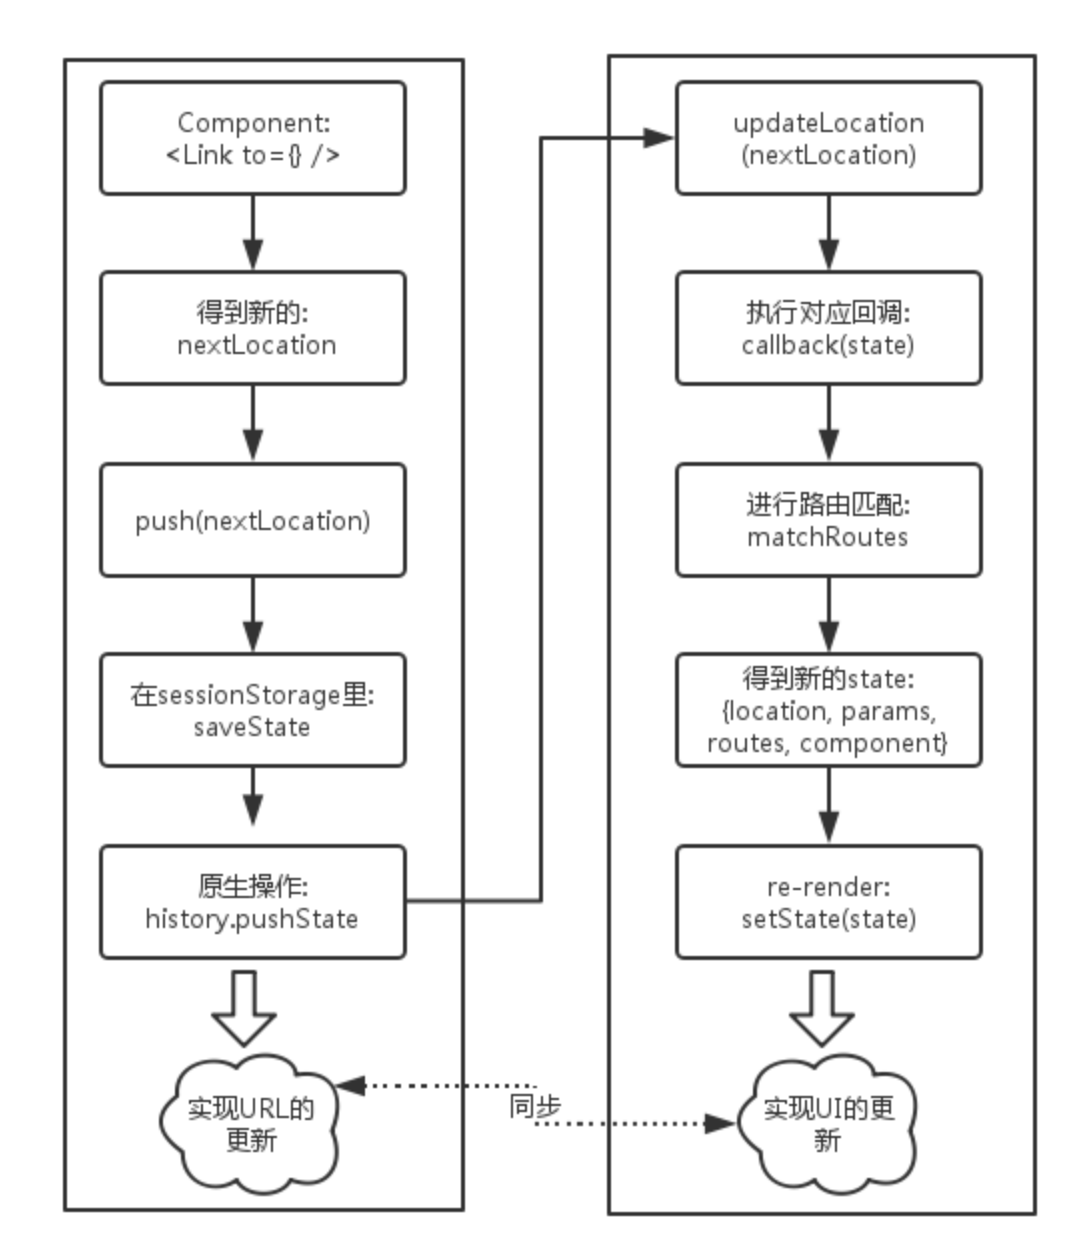 Component:
<Link to={} />
得到新的:
nextLocation
push(nextLocation)
在sessionStorage里:
saveState
原生操作:
history.pushState
实现URL的
更新
同步
updateLocation
(nextLocation)
执行对应回调:
callback(state)
进行路由匹配:
matchRoutes
得到新的state:
{location, params,
routes, component}
re-render:
setState(state)
实现UI的更
新